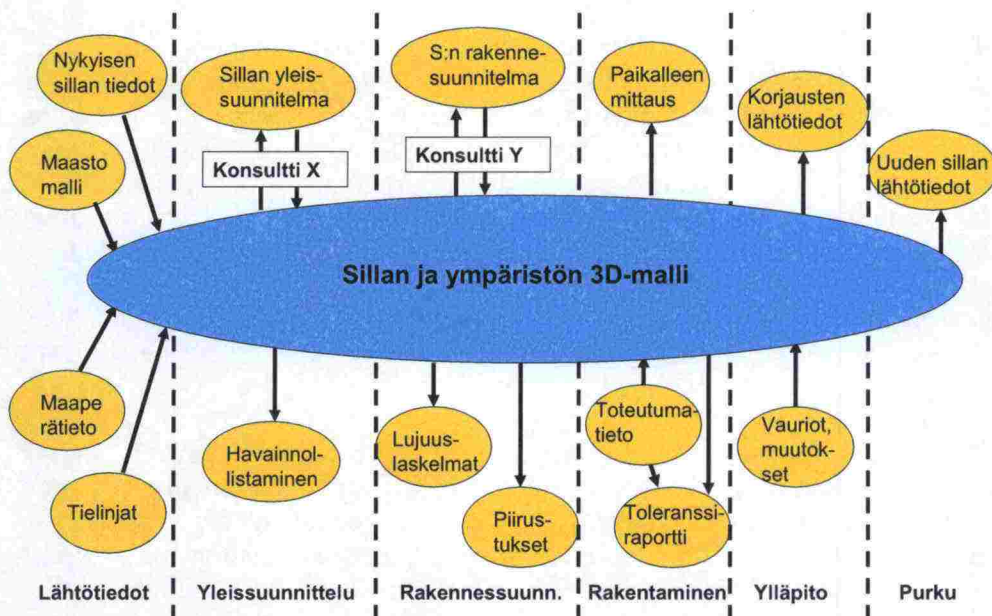 Nykyisen
sillan tiedot
Sillan yleis-
suunnitelma
S:n rakenne-
suunnitelma
Paikalleen
mittaus
Korjausten
lähtötiedot
Maasto
malli
Konsultti X
Konsultti Y
Uuden sillan
lähtötiedot
Sillan ja ympäristön 3D-malli
Maape
rätieto
Havainnol-
listaminen
Lujuus-
laskelmat
Toteutuma-
tieto
Vauriot,
muutok-
set
Tielinjat
Piirus-
tukset
Toleranssi-
raportti
Lähtötiedot
Yleissuunnittelu
Rakennessuunn.
Rakentaminen
Ylläpito
Purku